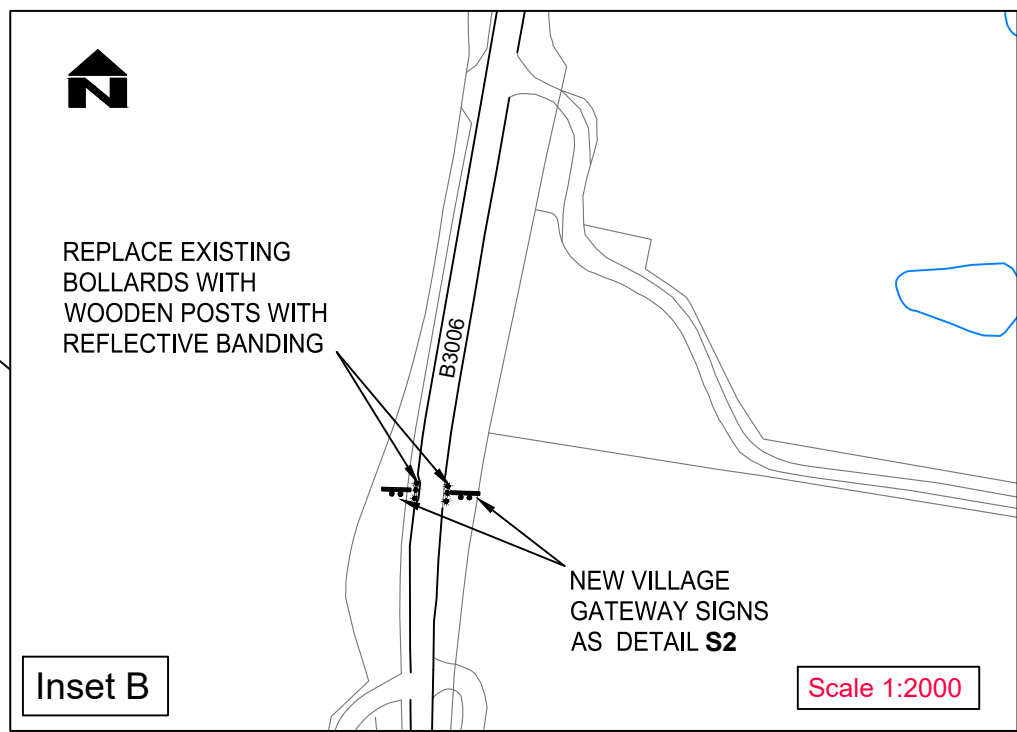 N
REPLACE EXISTING
BOLLARDS WITH
WOODEN POSTS WITH
REFLECTIVE BANDING
B3006
NEW VILLAGE
GATEWAY SIGNS
AS DETAIL S2
Inset B
Scale 1:2000